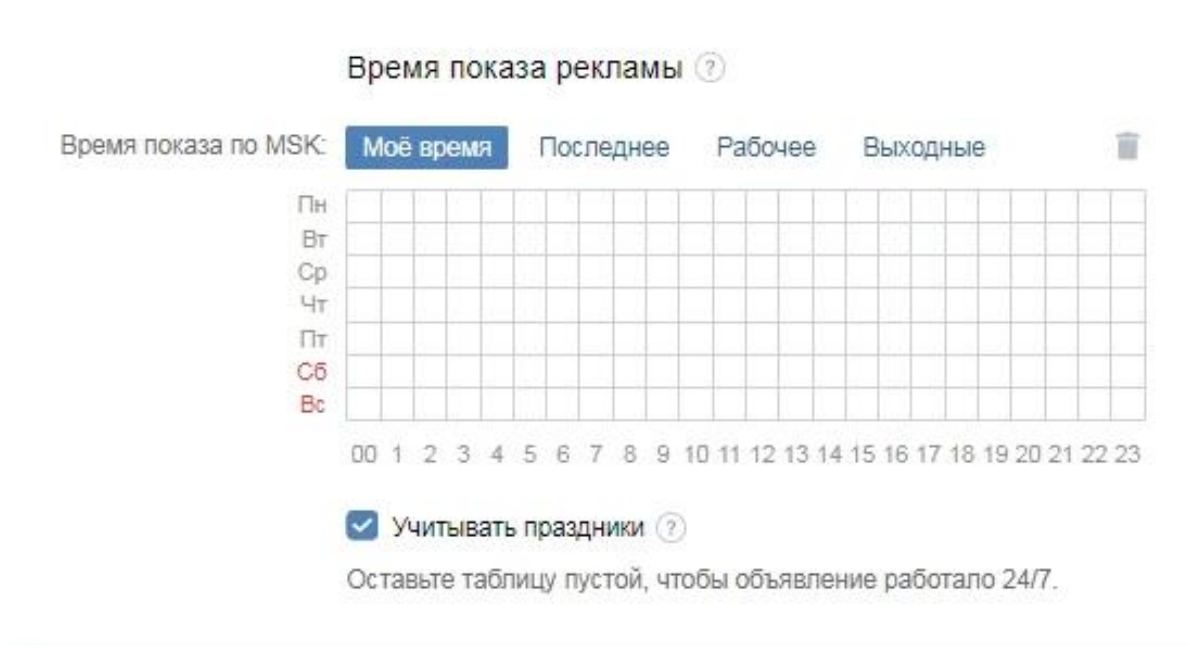 Время показа рекламы ?
Время показа по MSK: Моё время Последнее Рабочее Выходные
Пн
Вт
Ср
Чт
Пт
Сб
Вс
00 1 2 3 4 5 6 7 8 9 10 11 12 13 14 15 16 17 18 19 20 21 22 23
Учитывать праздники ?
Оставьте таблицу пустой, чтобы объявление работало 24/7.